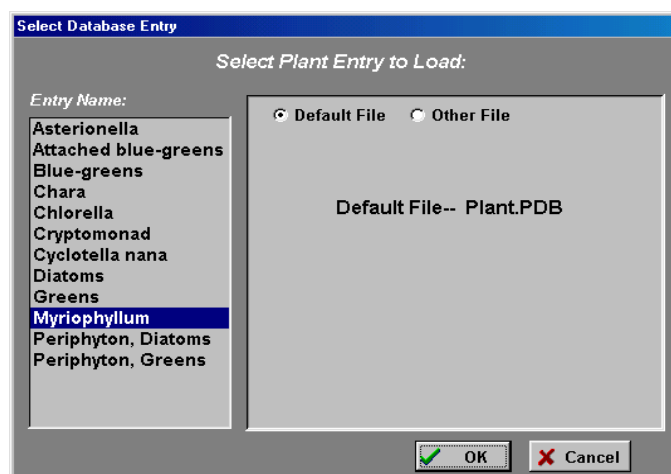 Select Database Entry
Select Plant Entry to Load:
Entry Name:
Asterionella
Attached blue-greens
Blue-greens
Chara
Chlorella
Cryptomonad
Cyclotella nana
Diatoms
Greens
Myriophyllum
Periphyton, Diatoms
Periphyton, Greens
Default File Other File
Default File-- Plant.PDB
OK Cancel